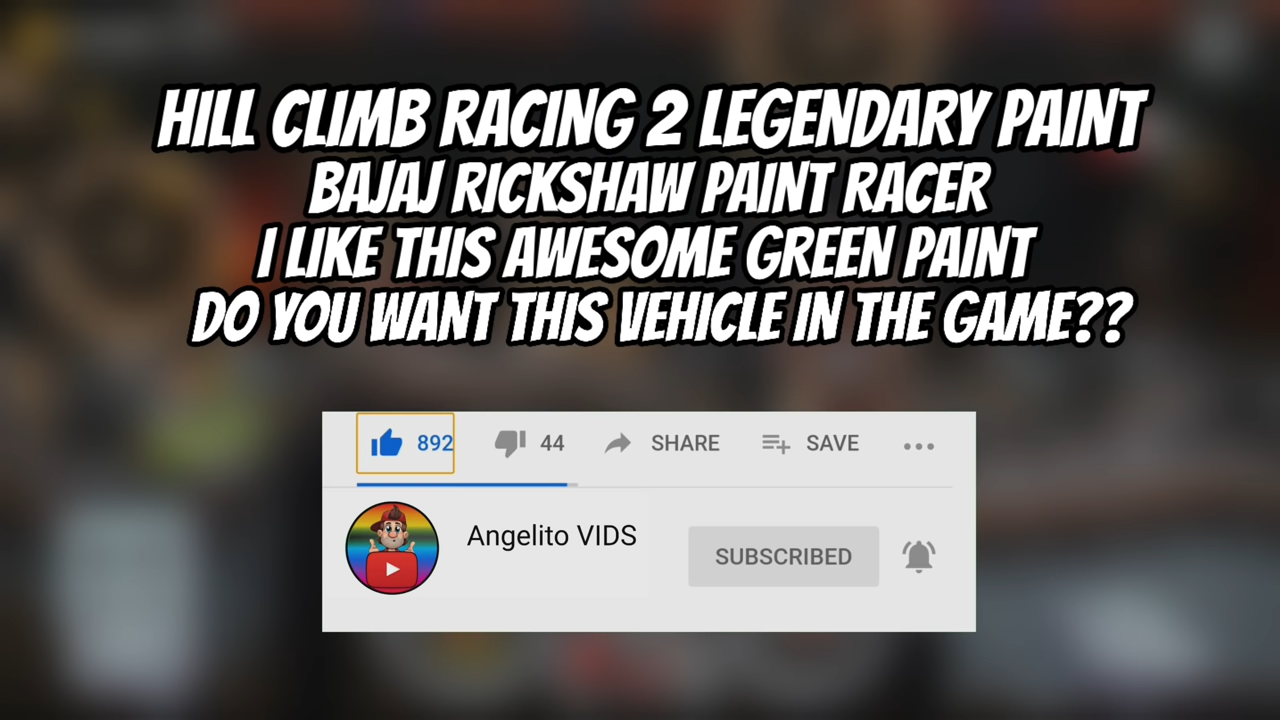 HILL CLIMB RACING 2 LEGENDARY PAINT
BAJAJ RICKSHAW PAINT RACER
I LIKE THIS AWESOME GREEN PAINT
DO YOU WANT THIS VEHICLE IN THE GAME??
892 44 SHARE SAVE
Angelito VIDS
SUBSCRIBED